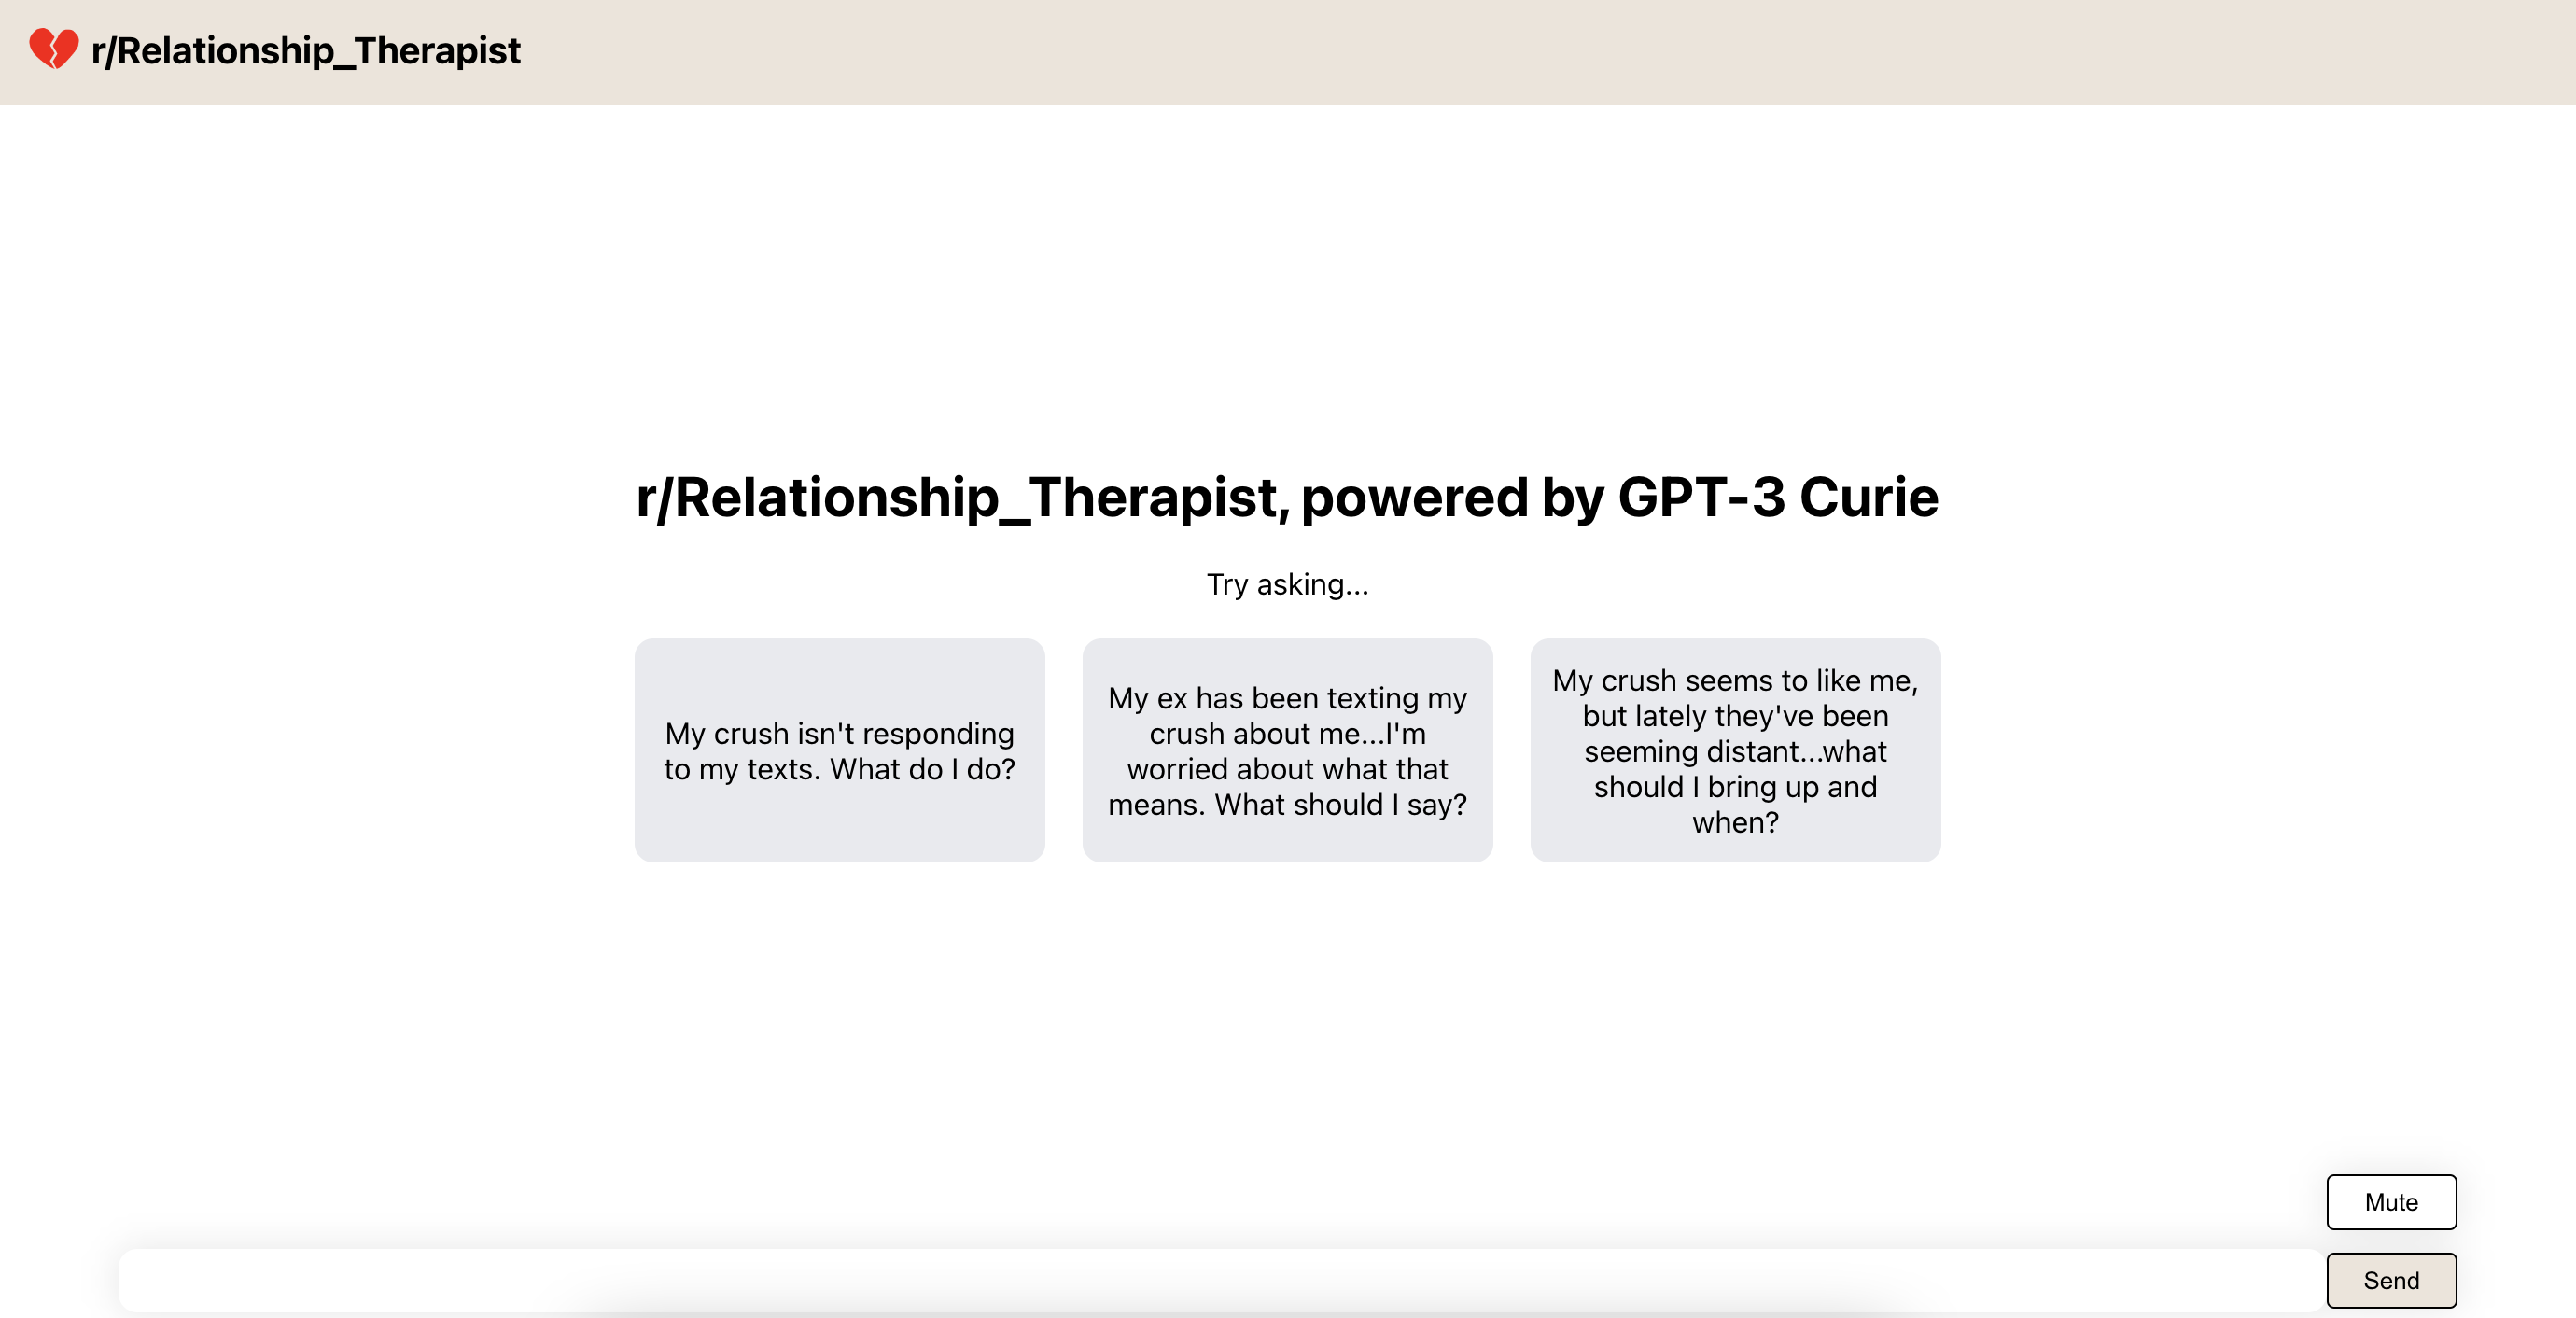 r/Relationship_Therapist
r/Relationship_Therapist, powered by GPT-3 Curie
Try asking...
My crush isn't responding
to my texts. What do I do?
My ex has been texting my
crush about me...I'm
worried about what that
means. What should I say?
My crush seems to like me,
but lately they've been
seeming distant...what
should I bring up and
when?
Mute
Send